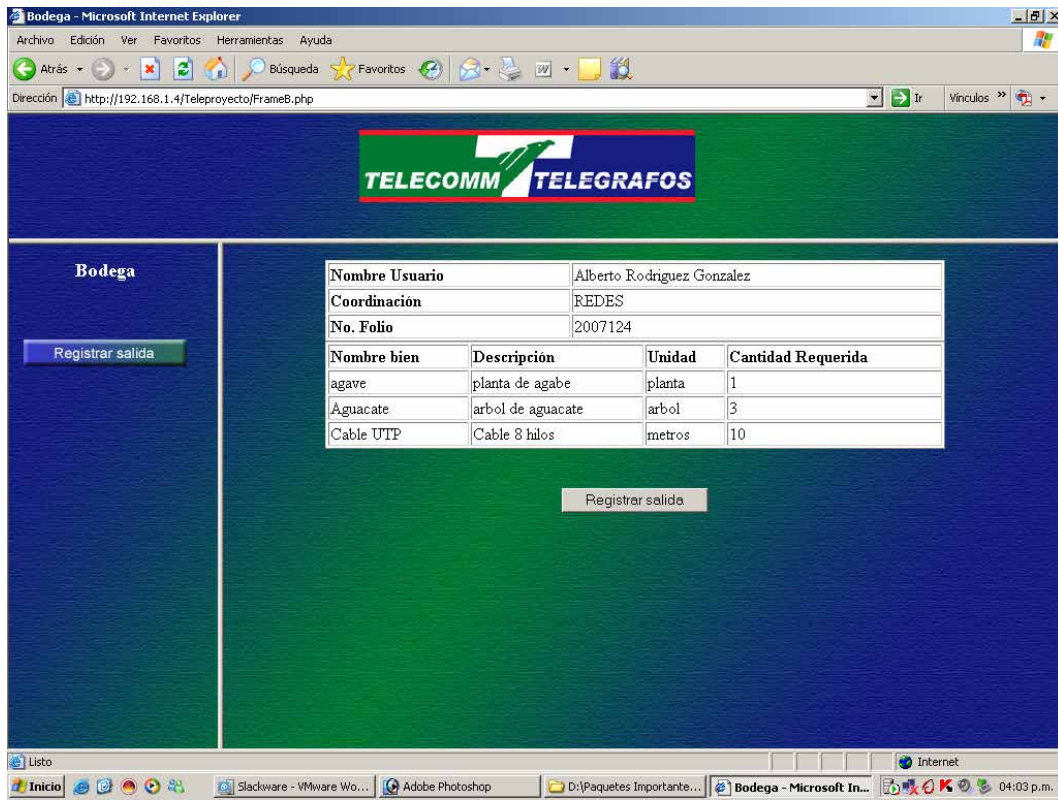 Bodega - Microsoft Internet Explorer
Archivo Edición Ver Favoritos Herramientas Ayuda
Atrás Búsqueda Favoritos
Dirección http://192.168.1.4/Teleproyecto/FrameB.php Ir Vínculos »
TELECOMM TELEGRAFOS
Bodega
Registrar salida
Nombre Usuario Alberto Rodriguez Gonzalez
Coordinación REDES
No. Folio 2007124
Nombre bien Descripción Unidad Cantidad Requerida
agave planta de agabe planta 1
Aguacate arbol de aguacate arbol 3
Cable UTP Cable 8 hilos metros 10
Registrar salida
Listo Internet
Inicio Slackware - VMware Wo... Adobe Photoshop D:\Paquetes Importante... Bodega - Microsoft In... 04:03 p.m.